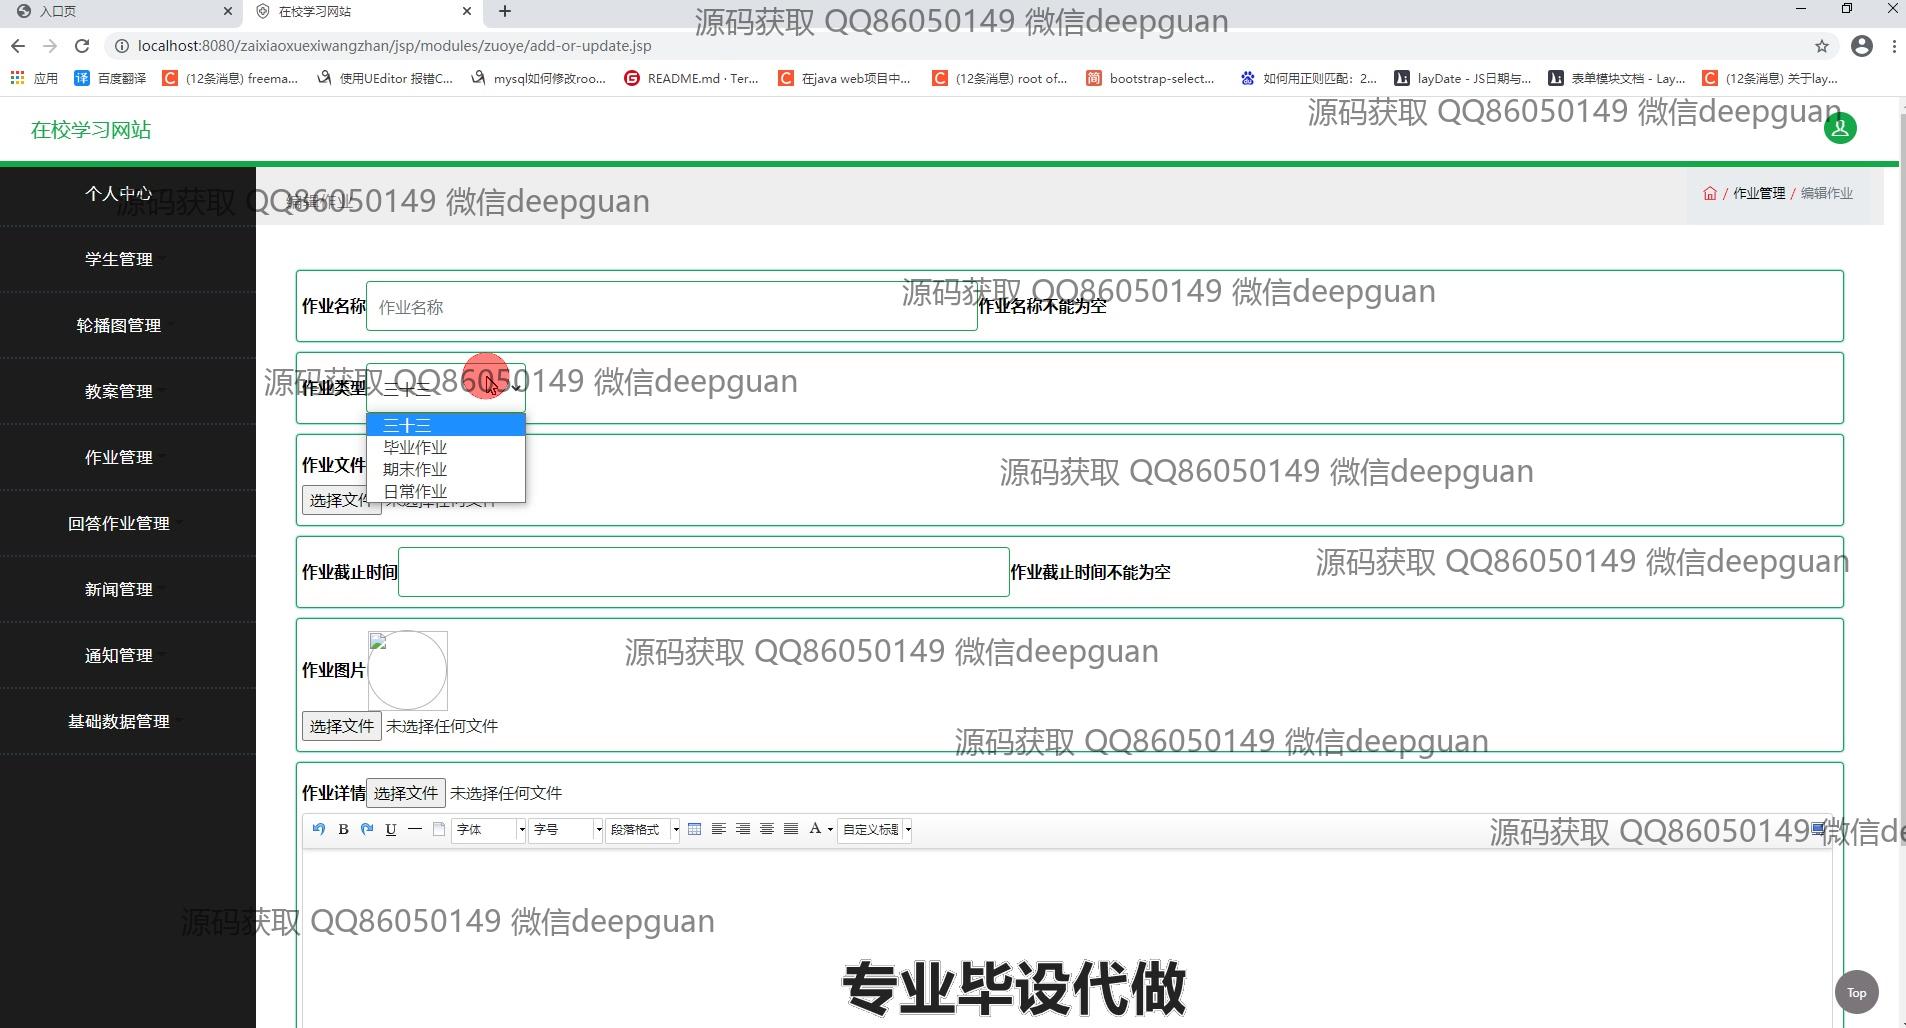 入口页
在校学习网站
源码获取 QQ86050149 微信deepguan
localhost:8080/zaixiaoxuexiwangzhan/jsp/modules/zuoye/add-or-update.jsp
应用
译 百度翻译
(12条消息) freema...
使用UEditor 报错C...
mysql如何修改roo...
README.md · Ter...
在java web项目中...
(12条消息) root of...
简 bootstrap-select...
如何用正则匹配：2...
layDate - JS日期与...
表单模块文档 - Lay...
(12条消息) 关于lay...
源码获取 QQ86050149 微信deepguan
在校学习网站
个人中心
源码获取 QQ86050149 微信deepguan
编辑作业
/ 作业管理 / 编辑作业
学生管理
轮播图管理
教案管理
作业管理
回答作业管理
新闻管理
通知管理
基础数据管理
作业名称 作业名称 作业名称不能为空
源码获取 QQ86050149 微信deepguan
作业类型 三十三
源码获取 QQ86050149 微信deepguan
三十三
毕业作业
期末作业
日常作业
作业文件
源码获取 QQ86050149 微信deepguan
选择文件 未选择任何文件
作业截止时间 作业截止时间不能为空
源码获取 QQ86050149 微信deepguan
源码获取 QQ86050149 微信deepguan
作业图片
选择文件 未选择任何文件
源码获取 QQ86050149 微信deepguan
作业详情 选择文件 未选择任何文件
B U 字体 字号 段落格式 A 自定义标题
源码获取 QQ86050149 微信de
源码获取 QQ86050149 微信deepguan
专业毕设代做
Top